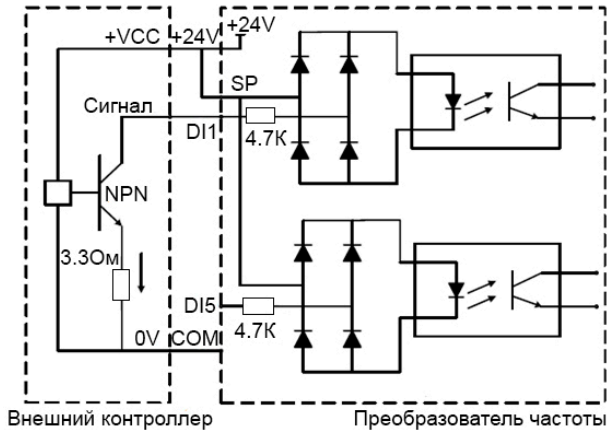 +VCC
+24V
+24V
SP
Сигнал
DI1
4.7K
NPN
3.3Ом
DI5
4.7K
0V
COM
Внешний контроллер
Преобразователь частоты